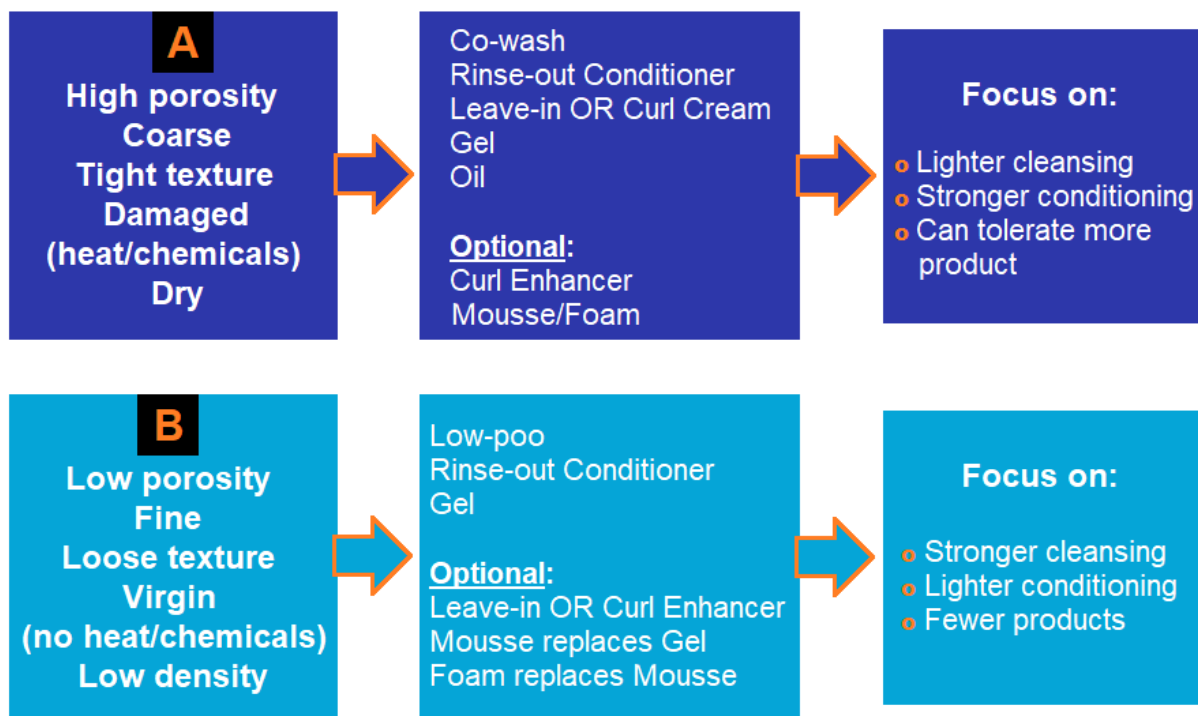 A
High porosity
Coarse
Tight texture
Damaged
(heat/chemicals)
Dry
Co-wash
Rinse-out Conditioner
Leave-in OR Curl Cream
Gel
Oil
Optional:
Curl Enhancer
Mousse/Foam
Focus on:
o Lighter cleansing
o Stronger conditioning
o Can tolerate more
product
B
Low porosity
Fine
Loose texture
Virgin
(no heat/chemicals)
Low density
Low-poo
Rinse-out Conditioner
Gel
Optional:
Leave-in OR Curl Enhancer
Mousse replaces Gel
Foam replaces Mousse
Focus on:
o Stronger cleansing
o Lighter conditioning
o Fewer products